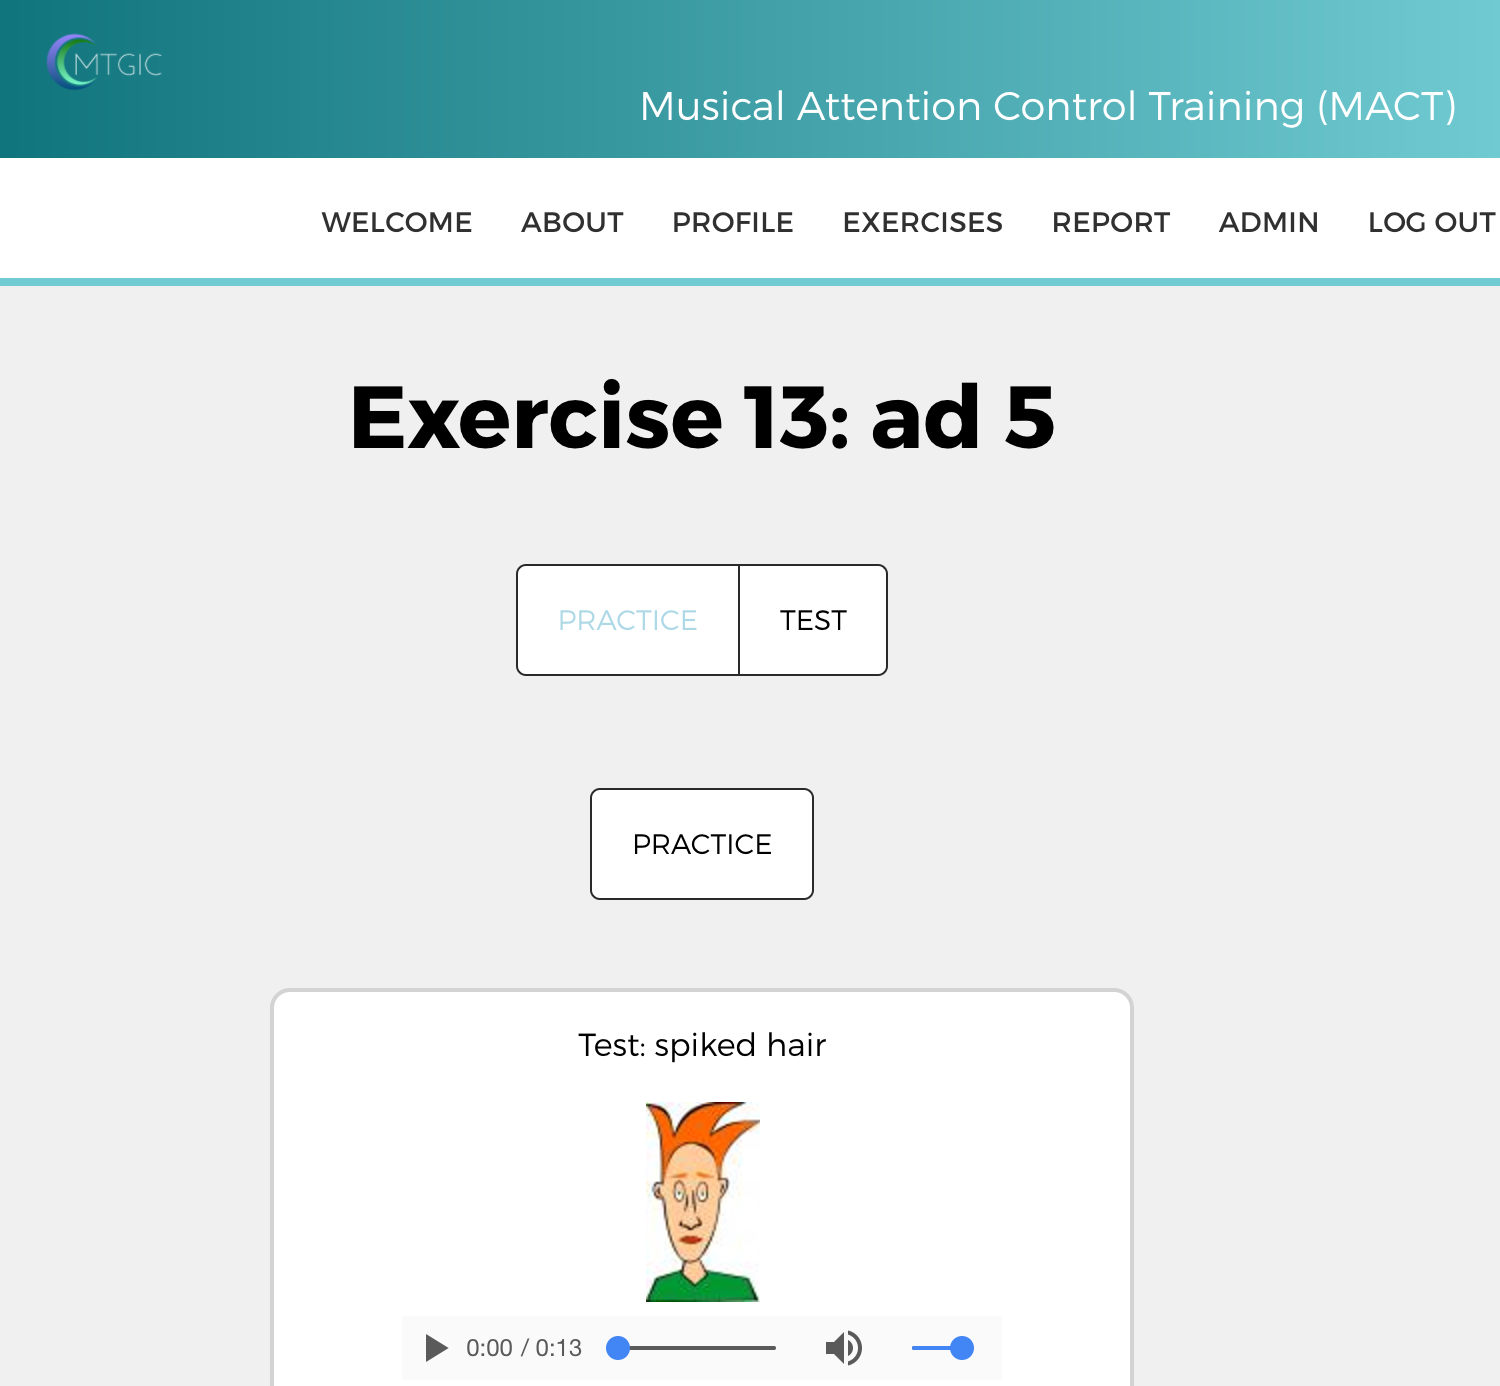 MTGIC
Musical Attention Control Training (MACT)
WELCOME ABOUT PROFILE EXERCISES REPORT ADMIN LOG OUT
Exercise 13: ad 5
PRACTICE TEST
PRACTICE
Test: spiked hair
0:00 / 0:13